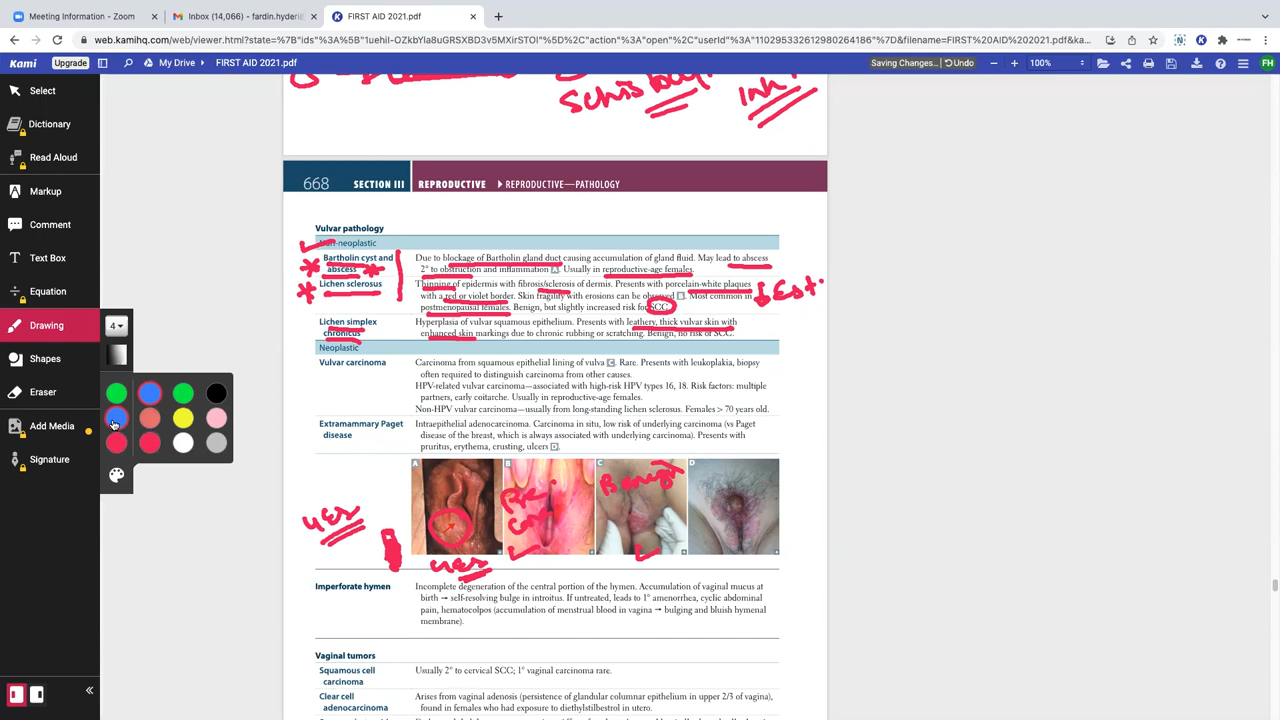 Meeting Information - Zoom
Inbox (14,066) - fardin.hyderi@
FIRST AID 2021.pdf
Kami
Upgrade
My Drive
FIRST AID 2021.pdf
Saving Changes...
Undo
100%
FH
Select
Dictionary
Read Aloud
Markup
Comment
Text Box
Equation
Drawing
Shapes
Eraser
Add Media
Signature
4
Schis
Ink
668 SECTION III REPRODUCTIVE ▶ REPRODUCTIVE—PATHOLOGY
Vulvar pathology
Non-neoplastic
Bartholin cyst and abscess
Due to blockage of Bartholin gland duct causing accumulation of gland fluid. May lead to abscess
2° to obstruction and inflammation A. Usually in reproductive-age females.
Lichen sclerosus
Thinning of epidermis with fibrosis/sclerosis of dermis. Presents with porcelain-white plaques
with a red or violet border. Skin fragility with erosions can be observed B. Most common in
postmenopausal females. Benign, but slightly increased risk for SCC.
↓Est.
Lichen simplex chronicus
Hyperplasia of vulvar squamous epithelium. Presents with leathery, thick vulvar skin with
enhanced skin markings due to chronic rubbing or scratching. Benign, no risk of SCC.
Neoplastic
Vulvar carcinoma
Carcinoma from squamous epithelial lining of vulva C. Rare. Presents with leukoplakia, biopsy
often required to distinguish carcinoma from other causes.
HPV-related vulvar carcinoma—associated with high-risk HPV types 16, 18. Risk factors: multiple
partners, early coitarche. Usually in reproductive-age females.
Non-HPV vulvar carcinoma—usually from long-standing lichen sclerosus. Females > 70 years old.
Extramammary Paget disease
Intraepithelial adenocarcinoma. Carcinoma in situ, low risk of underlying carcinoma (vs Paget
disease of the breast, which is always associated with underlying carcinoma). Presents with
pruritus, erythema, crusting, ulcers D.
A B C D
Benign
yes
yes
Imperforate hymen
Incomplete degeneration of the central portion of the hymen. Accumulation of vaginal mucus at
birth → self-resolving bulge in introitus. If untreated, leads to 1° amenorrhea, cyclic abdominal
pain, hematocolpos (accumulation of menstrual blood in vagina → bulging and bluish hymenal
membrane).
Vaginal tumors
Squamous cell carcinoma
Usually 2° to cervical SCC; 1° vaginal carcinoma rare.
Clear cell adenocarcinoma
Arises from vaginal adenosis (persistence of glandular columnar epithelium in upper 2/3 of vagina),
found in females who had exposure to diethylstilbestrol in utero.